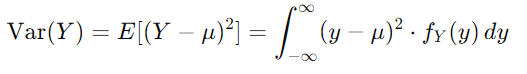 Var(Y) = E[(Y − μ)²] = ∫_{−∞}^{∞} (y − μ)² · f_Y(y) dy